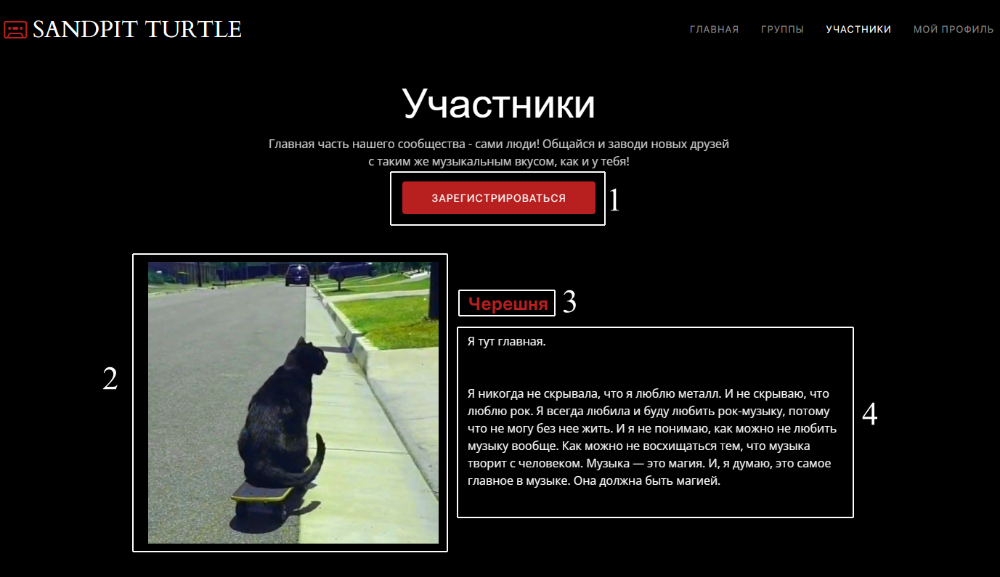 SANDPIT TURTLE
ГЛАВНАЯ ГРУППЫ УЧАСТНИКИ МОЙ ПРОФИЛЬ
Участники
Главная часть нашего сообщества - сами люди! Общайся и заводи новых друзей
с таким же музыкальным вкусом, как и у тебя!
ЗАРЕГИСТРИРОВАТЬСЯ
1
2
Черешня
3
Я тут главная.
Я никогда не скрывала, что я люблю металл. И не скрываю, что
люблю рок. Я всегда любила и буду любить рок-музыку, потому
что не могу без нее жить. И я не понимаю, как можно не любить
музыку вообще. Как можно не восхищаться тем, что музыка
творит с человеком. Музыка — это магия. И, я думаю, это самое
главное в музыке. Она должна быть магией.
4